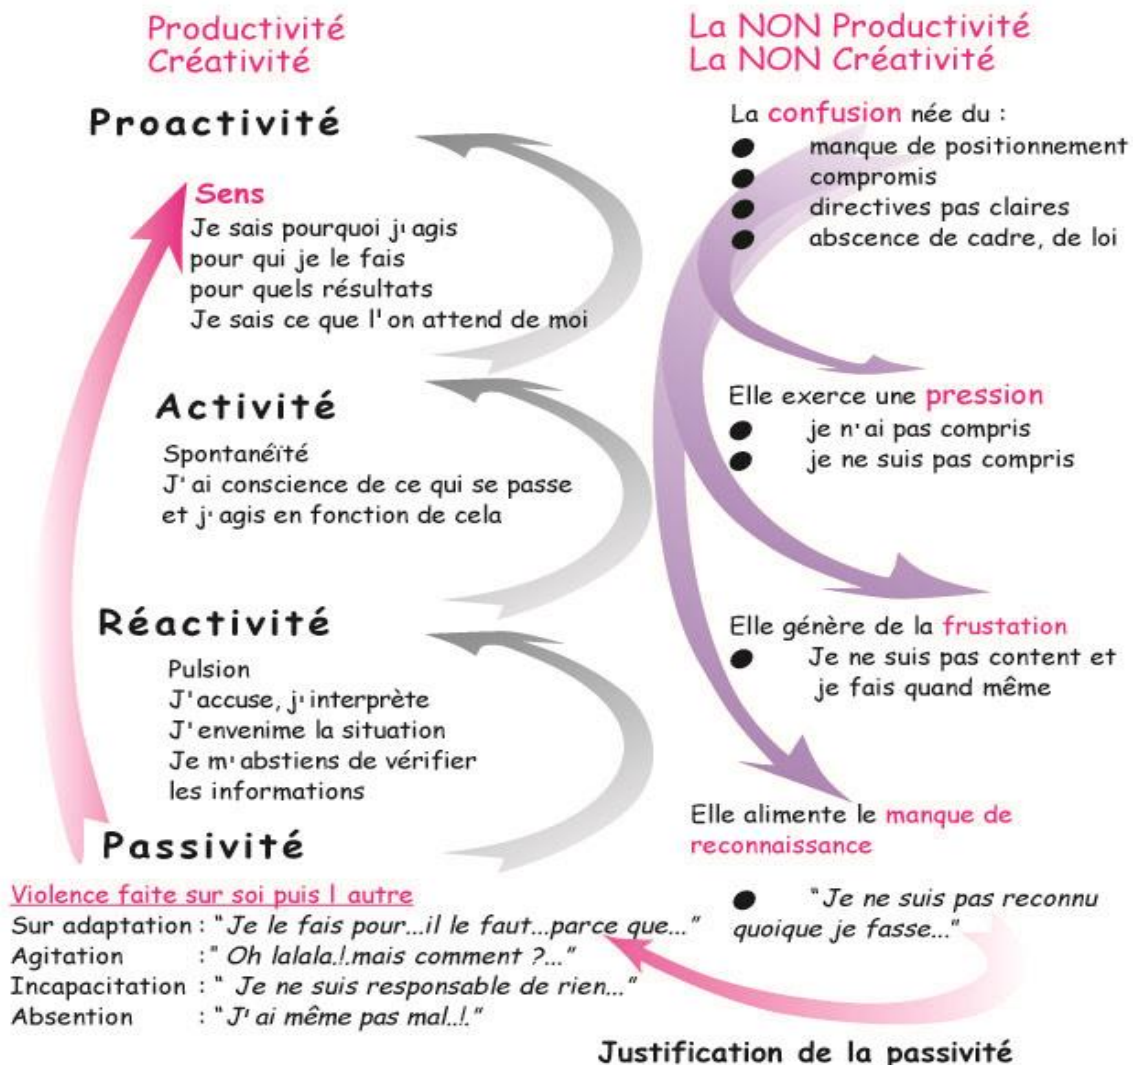 Productivité
Créativité
Proactivité
Sens
Je sais pourquoi j'agis
pour qui je le fais
pour quels résultats
Je sais ce que l'on attend de moi
Activité
Spontanéïté
J'ai conscience de ce qui se passe
et j'agis en fonction de cela
Réactivité
Pulsion
J'accuse, j'interprète
J'envenime la situation
Je m'abstiens de vérifier
les informations
Passivité
Violence faite sur soi puis l autre
Sur adaptation : "Je le fais pour...il le faut...parce que..."
Agitation :" Oh lalala.!.mais comment ?..."
Incapacitation : " Je ne suis responsable de rien..."
Absention : "J'ai même pas mal..!."
La NON Productivité
La NON Créativité
La confusion née du :
manque de positionnement
compromis
directives pas claires
abscence de cadre, de loi
Elle exerce une pression
je n'ai pas compris
je ne suis pas compris
Elle génère de la frustation
Je ne suis pas content et
je fais quand même
Elle alimente le manque de
reconnaissance
"Je ne suis pas reconnu
quoique je fasse..."
Justification de la passivité